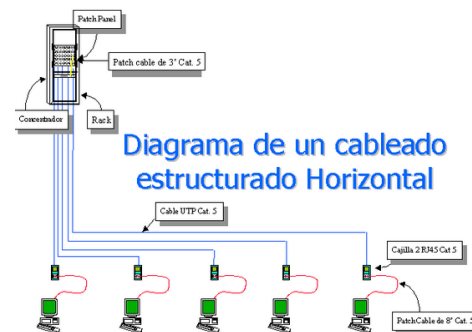 Patch Panel
Patch cable de 3" Cat. 5
Concentrador
Rack
Diagrama de un cableado
estructurado Horizontal
Cable UTP Cat. 5
Cajilla 2 RJ45 Cat 5
PatchCable de 8" Cat. 5